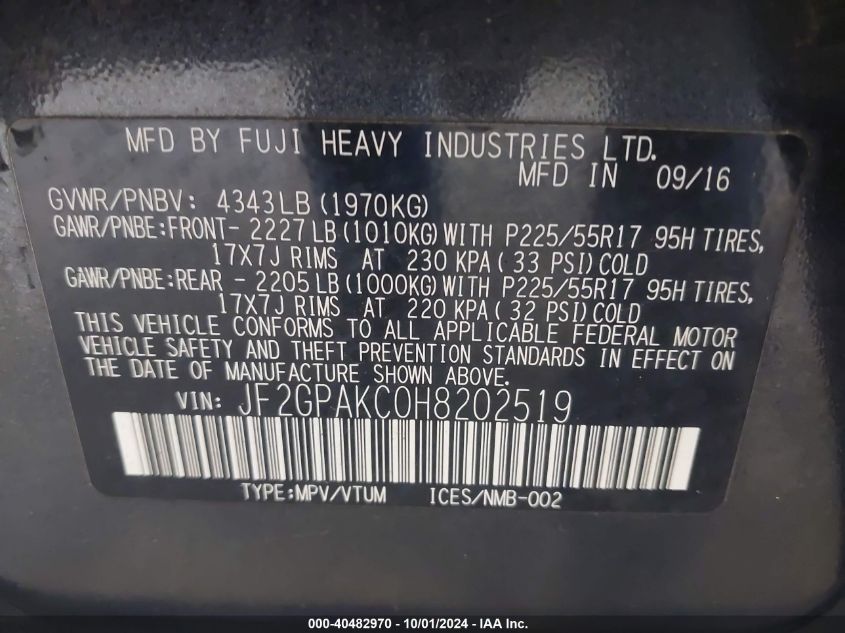 MFD BY FUJI HEAVY INDUSTRIES LTD.
MFD IN 09/16
GVWR/PNBV: 4343LB (1970KG)
GAWR/PNBE:FRONT- 2227 LB (1010KG) WITH P225/55R17 95H TIRES,
17X7J RIMS AT 230 KPA ( 33 PSI) COLD
GAWR/PNBE:REAR - 2205 LB (1000KG) WITH P225/55R17 95H TIRES,
17X7J RIMS AT 220 KPA ( 32 PSI) COLD
THIS VEHICLE CONFORMS TO ALL APPLICABLE FEDERAL MOTOR
VEHICLE SAFETY AND THEFT PREVENTION STANDARDS IN EFFECT ON
THE DATE OF MANUFACTURE SHOWN ABOVE.
VIN: JF2GPAKC0H8202519
TYPE:MPV/VTUM ICES/NMB-002
000-40482970 - 10/01/2024 - IAA Inc.